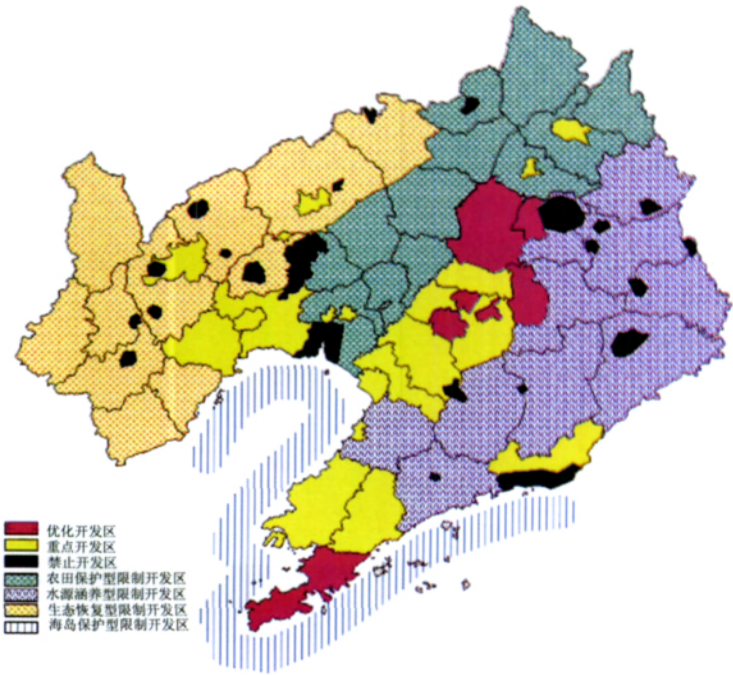 优化开发区
重点开发区
禁止开发区
农田保护型限制开发区
水源涵养型限制开发区
生态恢复型限制开发区
海岛保护型限制开发区